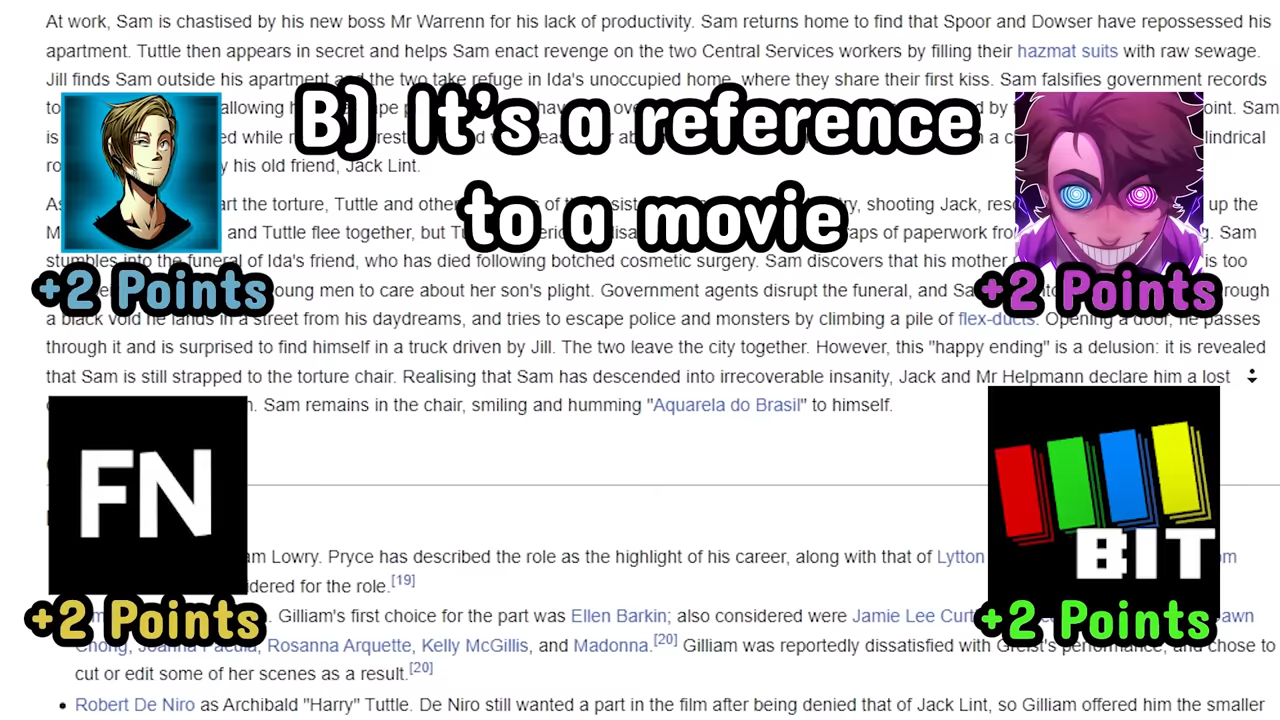 At work, Sam is chastised by his new boss Mr Warrenn for his lack of productivity. Sam returns home to find that Spoor and Dowser have repossessed his
apartment. Tuttle then appears in secret and helps Sam enact revenge on the two Central Services workers by filling their hazmat suits with raw sewage.
Jill finds Sam outside his apartment and the two take refuge in Ida's unoccupied home, where they share their first kiss. Sam falsifies government records
B) It's a reference
to a movie
by his old friend, Jack Lint.
the torture, Tuttle and other shooting Jack, up the
and Tuttle flee together, but of paperwork Sam
stumbles into the funeral of Ida's friend, who he died following botched cosmetic surgery. Sam discovers that his mother is too
+2 Points
+2 Points
young men to care about her son's plight. Government agents disrupt the funeral, and
a black void he lands in a street from his daydreams, and tries to escape police and monsters by climbing a pile of flex-ducts. Opening a door, he passes
through it and is surprised to find himself in a truck driven by Jill. The two leave the city together. However, this "happy ending" is a delusion: it is revealed
that Sam is still strapped to the torture chair. Realising that Sam has descended into irrecoverable insanity, Jack and Mr Helpmann declare him a lost
Sam remains in the chair, smiling and humming "Aquarela do Brasil" to himself.
FN
BIT
Lowry. Pryce has described the role as the highlight of his career, along with that of Lytton
for the role.[19]
Gilliam's first choice for the part was Ellen Barkin; also considered were Jamie Lee
+2 Points
+2 Points
Rosanna Arquette, Kelly McGillis, and Madonna.[20] Gilliam was reportedly dissatisfied with Greist's performance, and chose to
cut or edit some of her scenes as a result.[20]
• Robert De Niro as Archibald "Harry" Tuttle. De Niro still wanted a part in the film after being denied that of Jack Lint, so Gilliam offered him the smaller